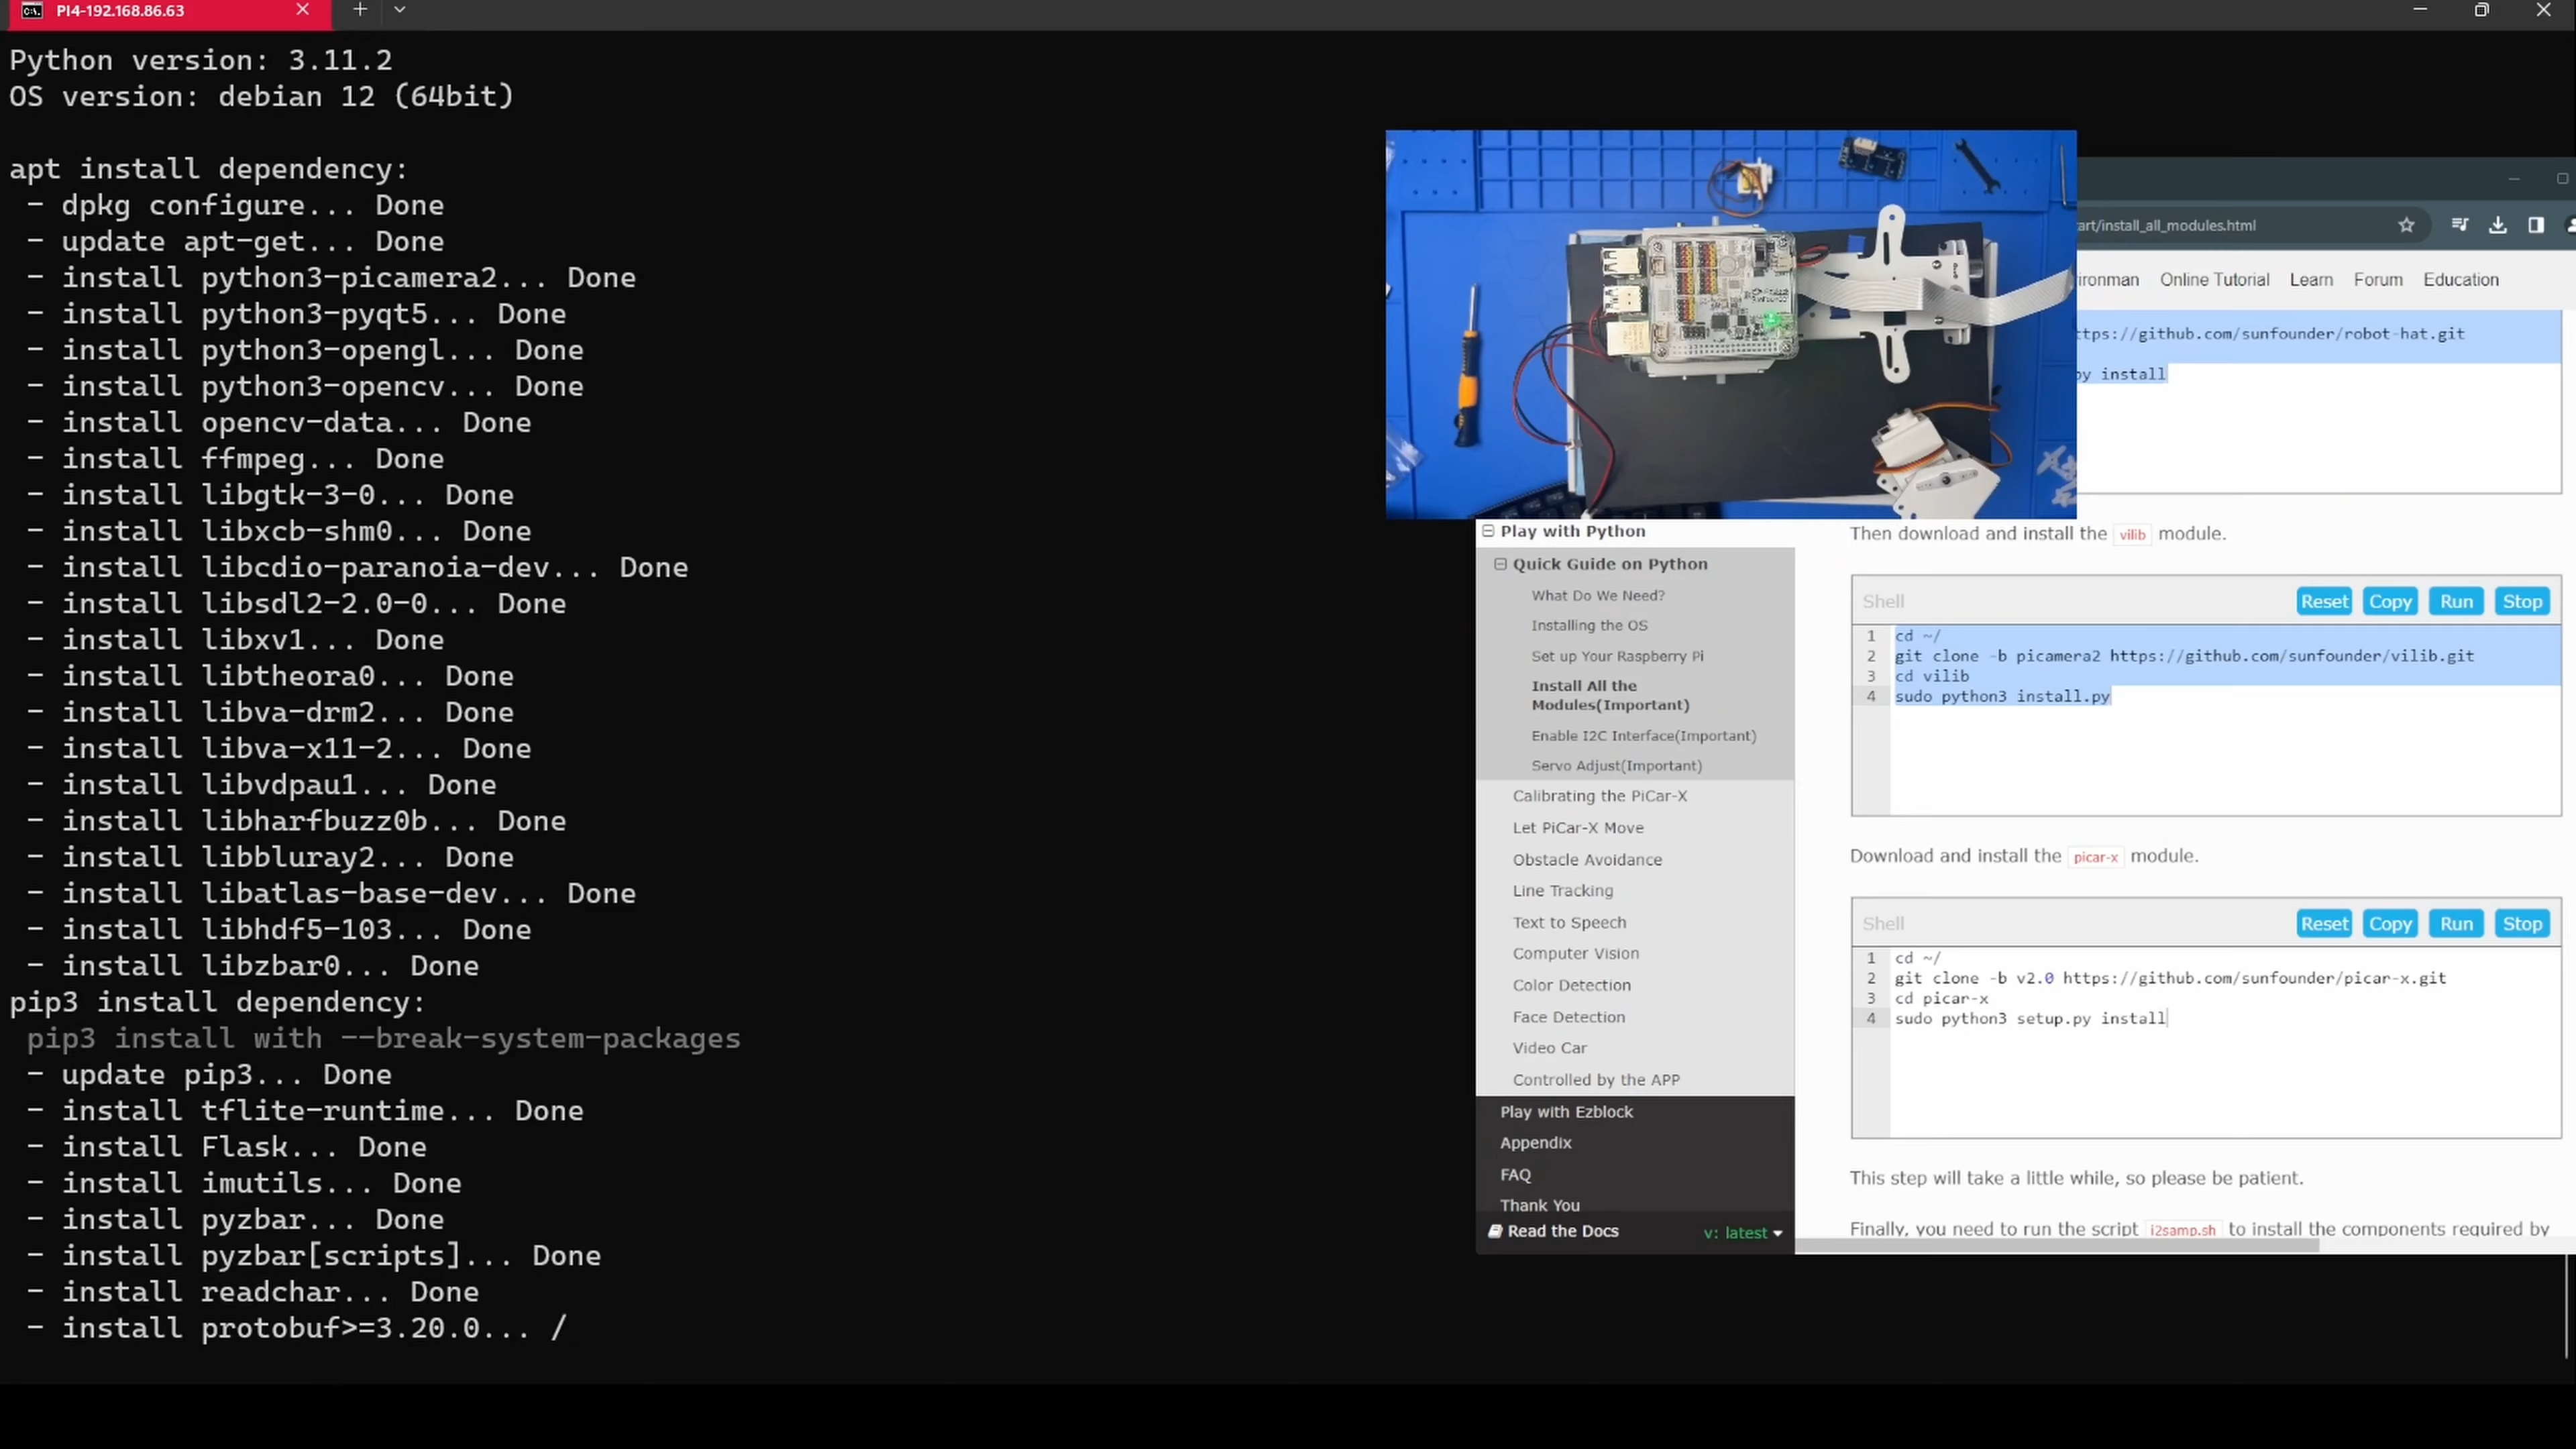 PI4-192.168.86.63
Python version: 3.11.2
OS version: debian 12 (64bit)
apt install dependency:
- dpkg configure... Done
- update apt-get... Done
- install python3-picamera2... Done
- install python3-pyqt5... Done
- install python3-opengl... Done
- install python3-opencv... Done
- install opencv-data... Done
- install ffmpeg... Done
- install libgtk-3-0... Done
- install libxcb-shm0... Done
- install libcdio-paranoia-dev... Done
- install libsdl2-2.0-0... Done
- install libxv1... Done
- install libtheora0... Done
- install libva-drm2... Done
- install libva-x11-2... Done
- install libvdpau1... Done
- install libharfbuzz0b... Done
- install libbluray2... Done
- install libatlas-base-dev... Done
- install libhdf5-103... Done
- install libzbar0... Done
pip3 install dependency:
pip3 install with --break-system-packages
- update pip3... Done
- install tflite-runtime... Done
- install Flask... Done
- install imutils... Done
- install pyzbar... Done
- install pyzbar[scripts]... Done
- install readchar... Done
- install protobuf>=3.20.0... /
art/install_all_modules.html
ironman Online Tutorial Learn Forum Education
ttps://github.com/sunfounder/robot-hat.git
py install
Play with Python
Quick Guide on Python
What Do We Need?
Installing the OS
Set up Your Raspberry Pi
Install All the
Modules(Important)
Enable I2C Interface(Important)
Servo Adjust(Important)
Calibrating the PiCar-X
Let PiCar-X Move
Obstacle Avoidance
Line Tracking
Text to Speech
Computer Vision
Color Detection
Face Detection
Video Car
Controlled by the APP
Play with Ezblock
Appendix
FAQ
Thank You
Read the Docs v: latest
Then download and install the vilib module.
Shell Reset Copy Run Stop
1 cd ~/
2 git clone -b picamera2 https://github.com/sunfounder/vilib.git
3 cd vilib
4 sudo python3 install.py
Download and install the picar-x module.
Shell Reset Copy Run Stop
1 cd ~/
2 git clone -b v2.0 https://github.com/sunfounder/picar-x.git
3 cd picar-x
4 sudo python3 setup.py install
This step will take a little while, so please be patient.
Finally, you need to run the script i2samp.sh to install the components required by